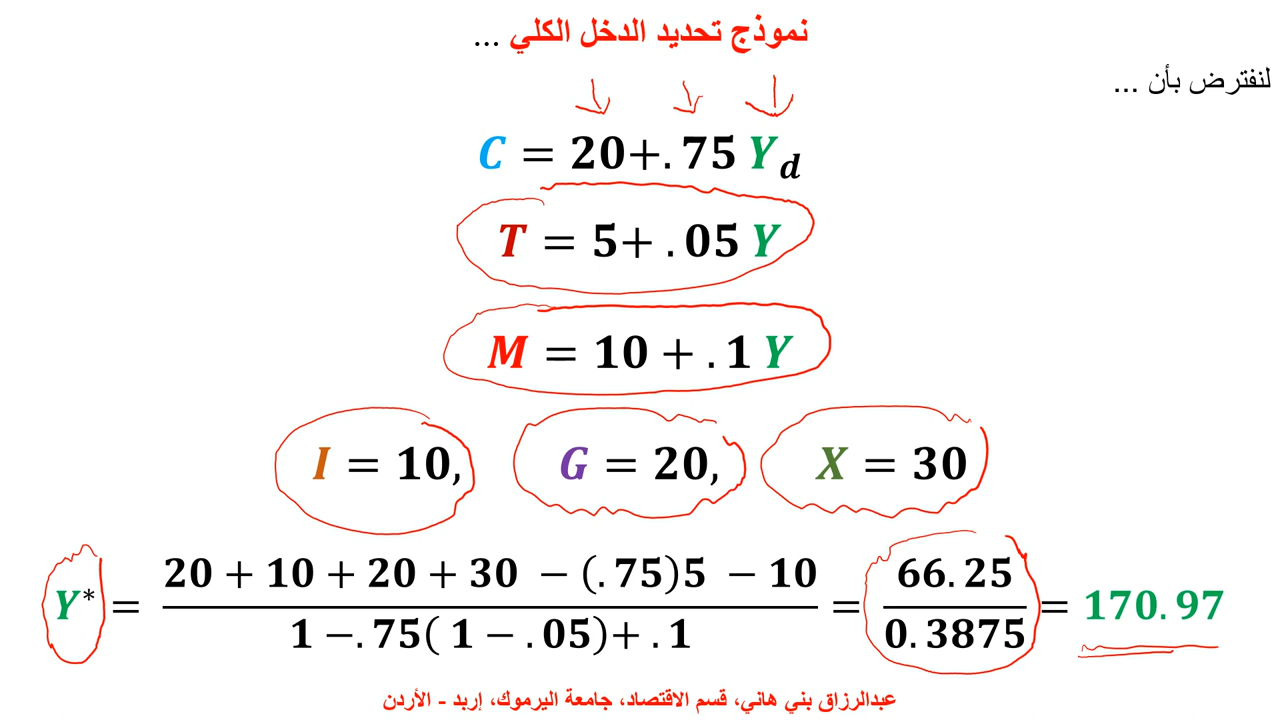 نموذج تحديد الدخل الكلي ...
لنفترض بأن ...
C = 20+.75 Y_d
T = 5+ .05 Y
M = 10 + .1 Y
I = 10, G = 20, X = 30
Y* = (20 + 10 + 20 + 30 − (.75)5 − 10) / (1 −.75( 1 − .05)+ .1) = 66.25 / 0.3875 = 170.97
عبدالرزاق بني هاني، قسم الاقتصاد، جامعة اليرموك، إربد - الأردن